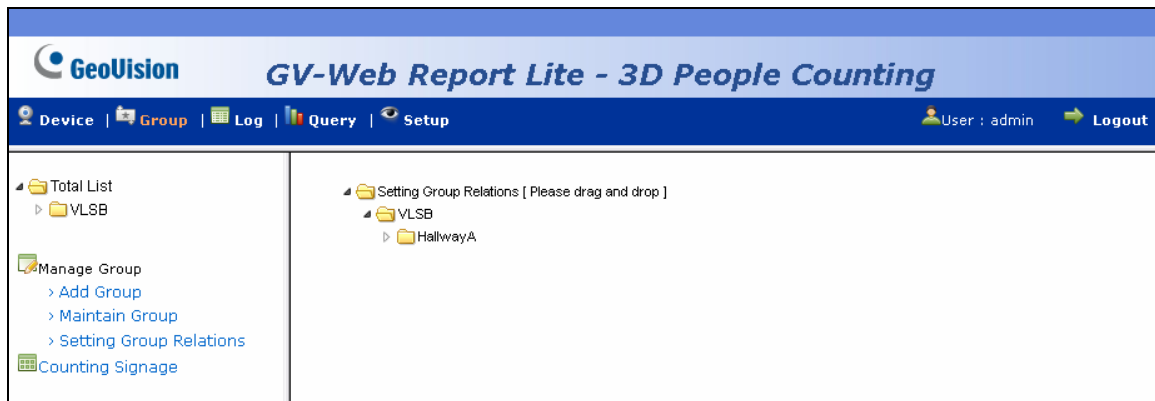 GeoVision
GV-Web Report Lite - 3D People Counting
Device | Group | Log | Query | Setup
User : admin
Logout
Total List
VLSB
Manage Group
> Add Group
> Maintain Group
> Setting Group Relations
Counting Signage
Setting Group Relations [ Please drag and drop ]
VLSB
HallwayA